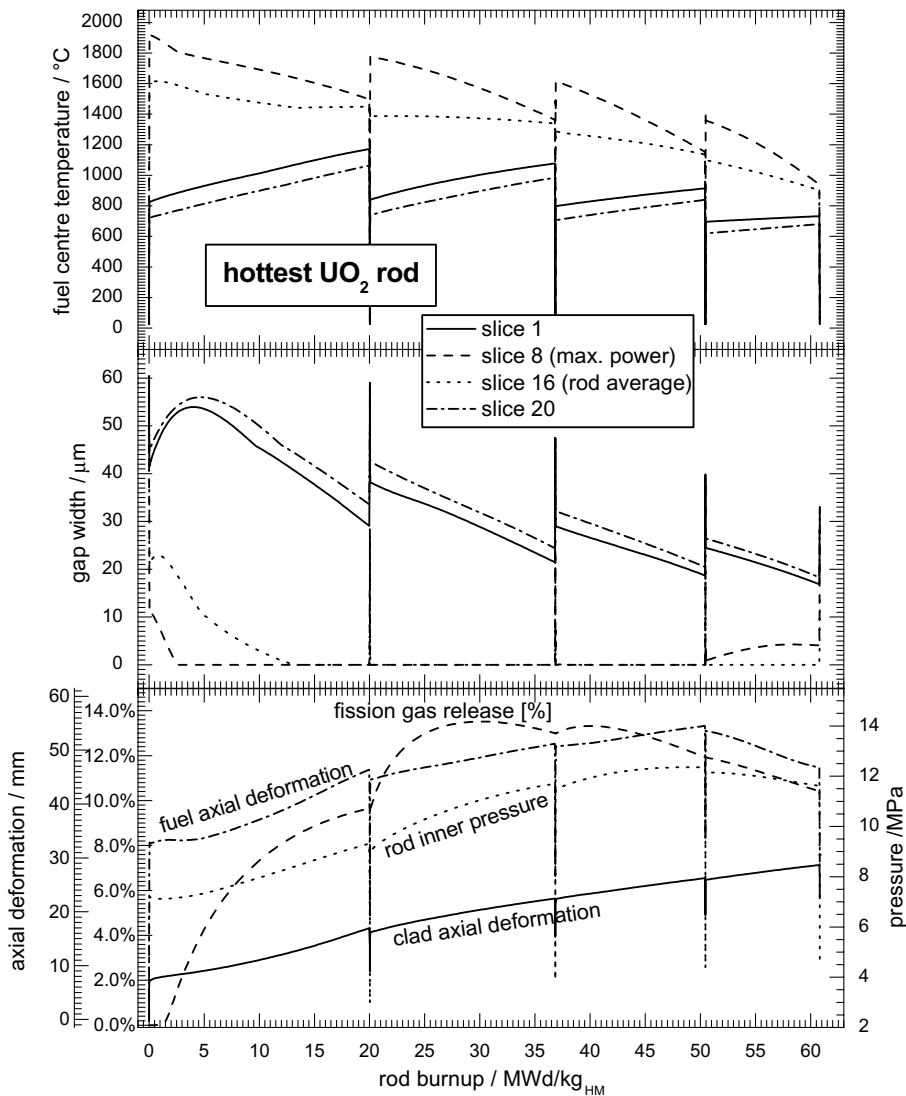 2000
1800
1600
1400
1200
1000
800
600
400
200
0
fuel centre temperature / °C
hottest UO₂ rod
slice 1
slice 8 (max. power)
slice 16 (rod average)
slice 20
60
50
40
30
20
10
0
gap width / μm
60
50
40
30
20
10
0
axial deformation / mm
14.0%
12.0%
10.0%
8.0%
6.0%
4.0%
2.0%
0.0%
fission gas release [%]
fuel axial deformation
rod inner pressure
clad axial deformation
14
12
10
8
6
4
2
pressure /MPa
0 5 10 15 20 25 30 35 40 45 50 55 60
rod burnup / MWd/kg_HM